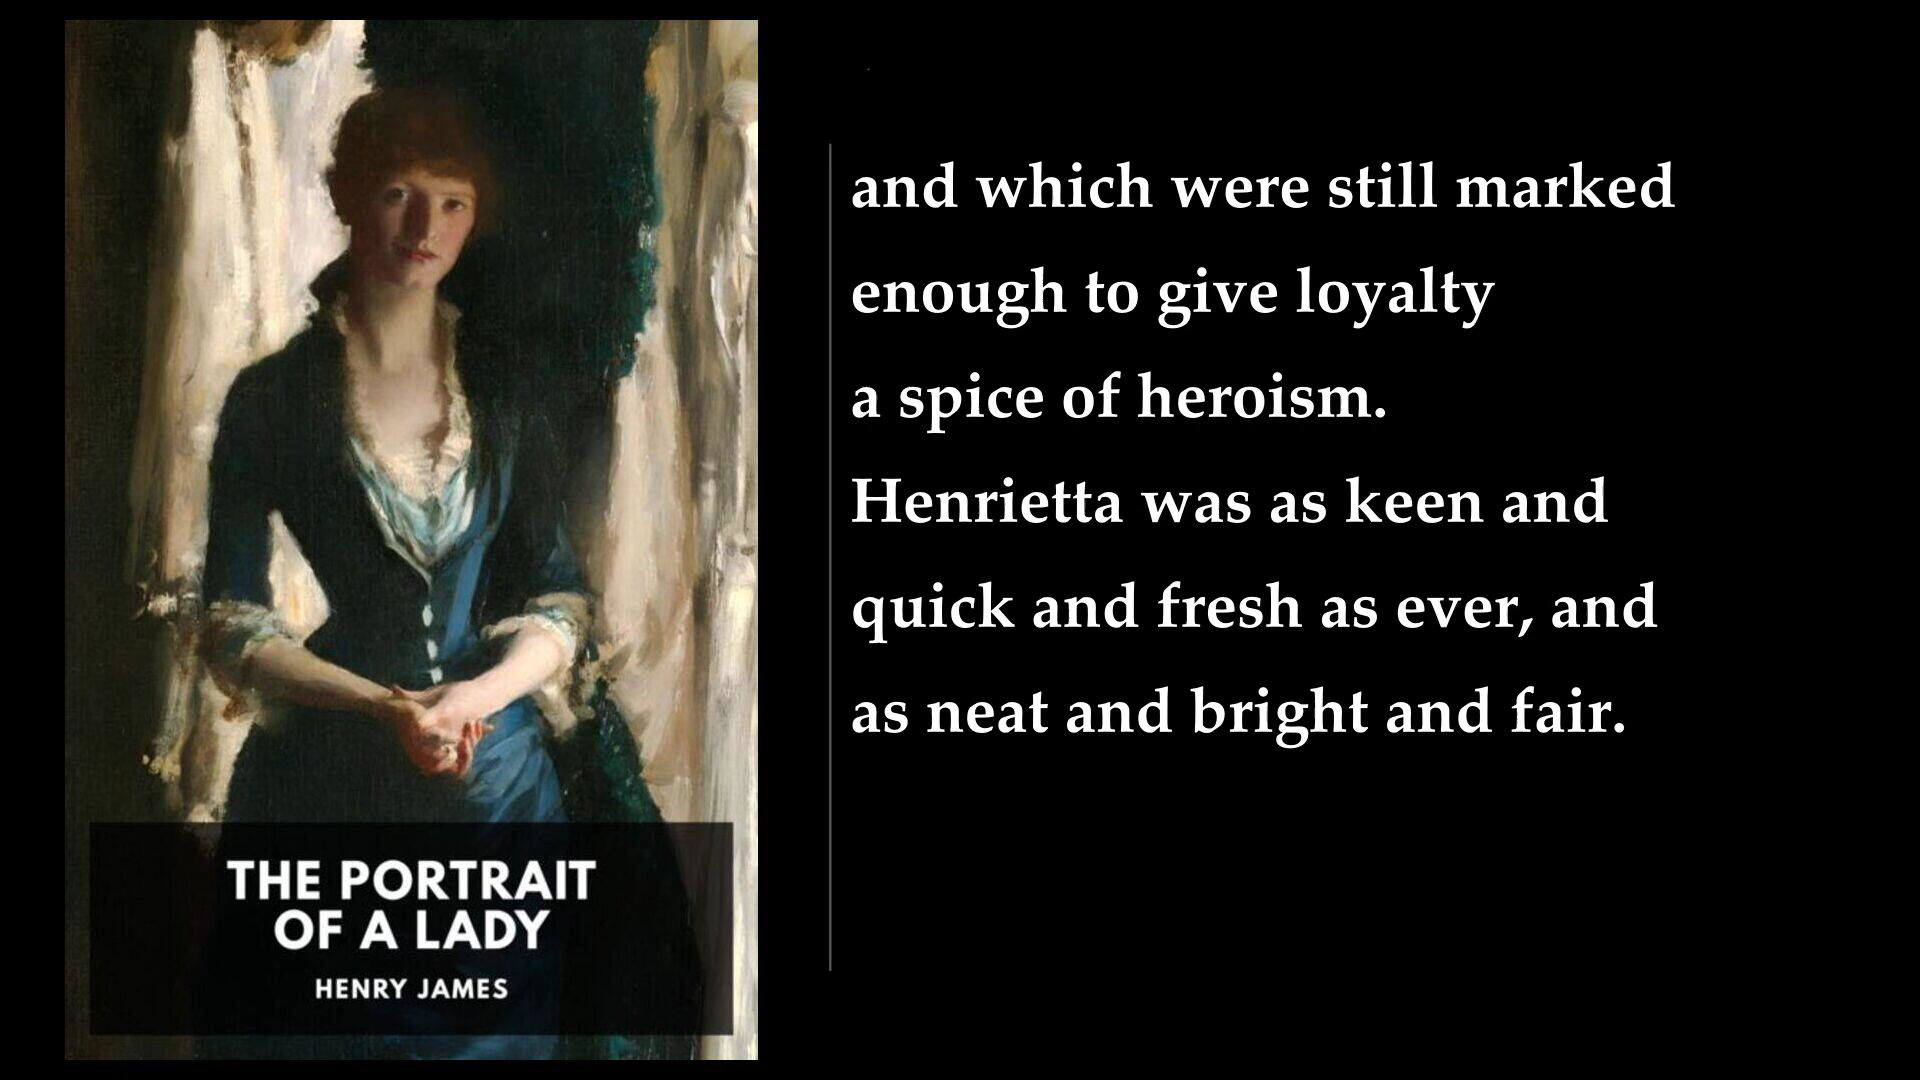 THE PORTRAIT
OF A LADY
HENRY JAMES
and which were still marked
enough to give loyalty
a spice of heroism.
Henrietta was as keen and
quick and fresh as ever, and
as neat and bright and fair.